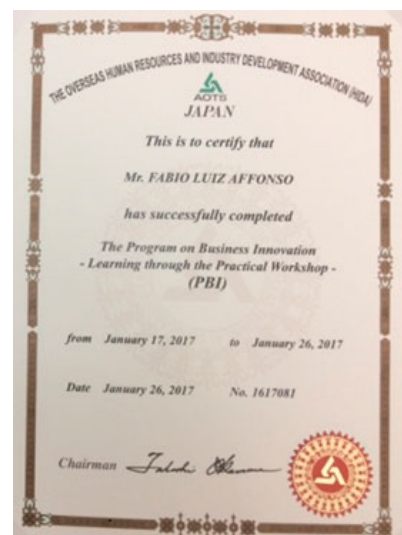 THE OVERSEAS HUMAN RESOURCES AND INDUSTRY DEVELOPMENT ASSOCIATION (HIDA)
AOTS
JAPAN
This is to certify that
Mr. FABIO LUIZ AFFONSO
has successfully completed
The Program on Business Innovation
- Learning through the Practical Workshop -
(PBI)
from January 17, 2017 to January 26, 2017
Date January 26, 2017 No. 1617081
Chairman